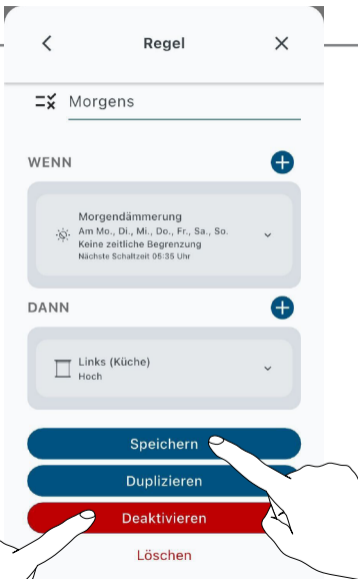 Regel
Morgens
WENN
Morgendämmerung
Am Mo., Di., Mi., Do., Fr., Sa., So.
Keine zeitliche Begrenzung
Nächste Schaltzeit 05:35 Uhr
DANN
Links (Küche)
Hoch
Speichern
Duplizieren
Deaktivieren
Löschen